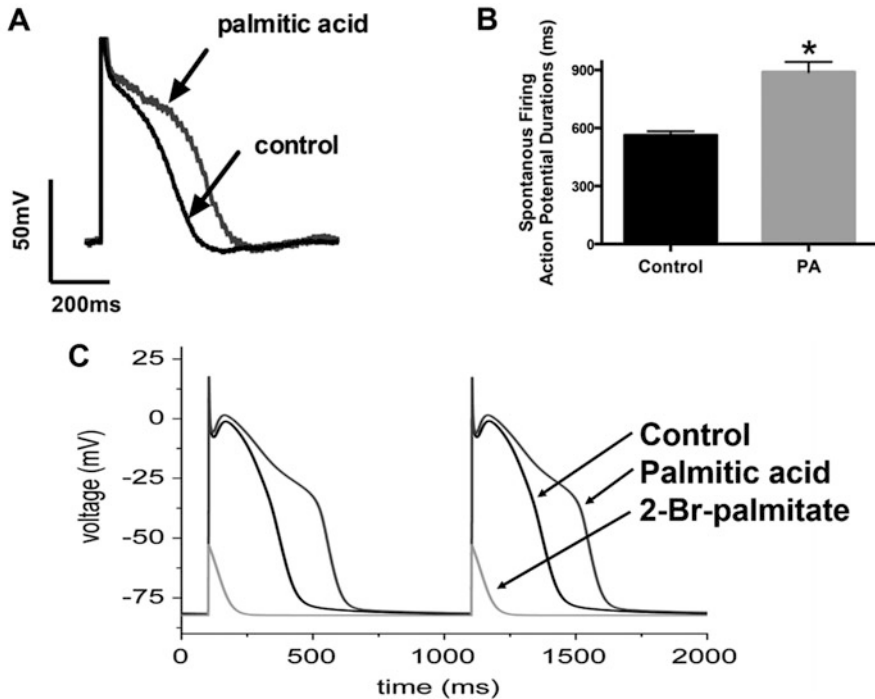 A
palmitic acid
control
50mV
200ms
B
Spontanous Firing
Action Potential Durations (ms)
900
600
300
0
*
Control
PA
C
voltage (mV)
25
0
-25
-50
-75
Control
Palmitic acid
2-Br-palmitate
0
500
1000
1500
2000
time (ms)